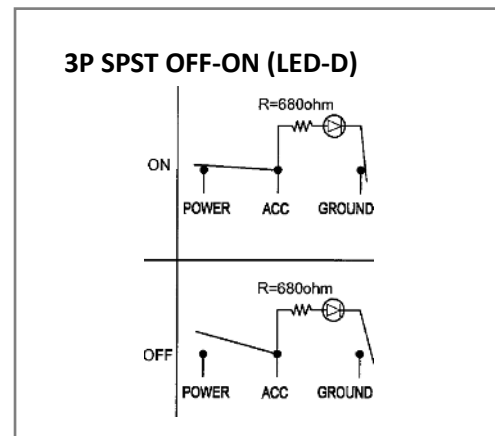 3P SPST OFF-ON (LED-D)
R=680ohm
ON
POWER ACC GROUND
R=680ohm
OFF
POWER ACC GROUND